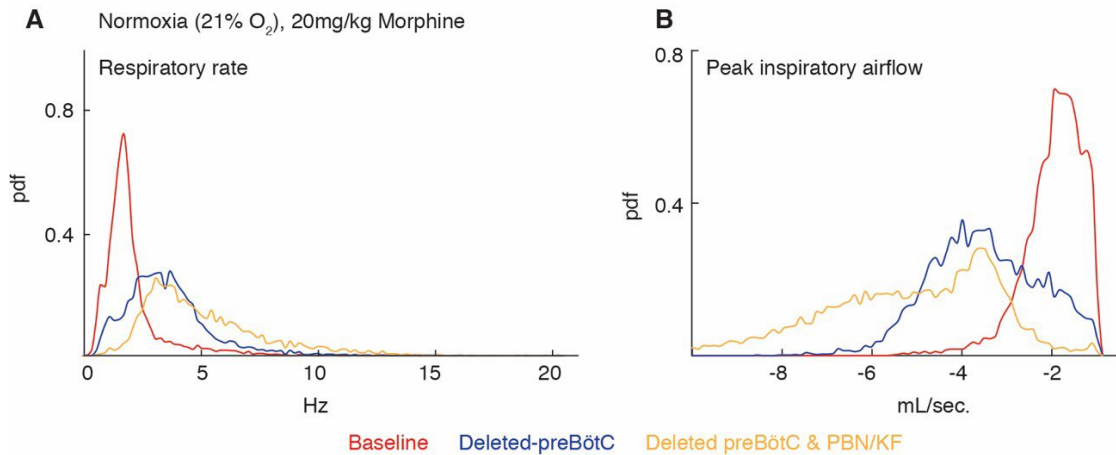 A Normoxia (21% O₂), 20mg/kg Morphine
Respiratory rate
0.8
0.4
pdf
0 5 10 15 20
Hz
B
0.8
Peak inspiratory airflow
0.4
pdf
-8 -6 -4 -2
mL/sec.
Baseline Deleted-preBötC Deleted preBötC & PBN/KF